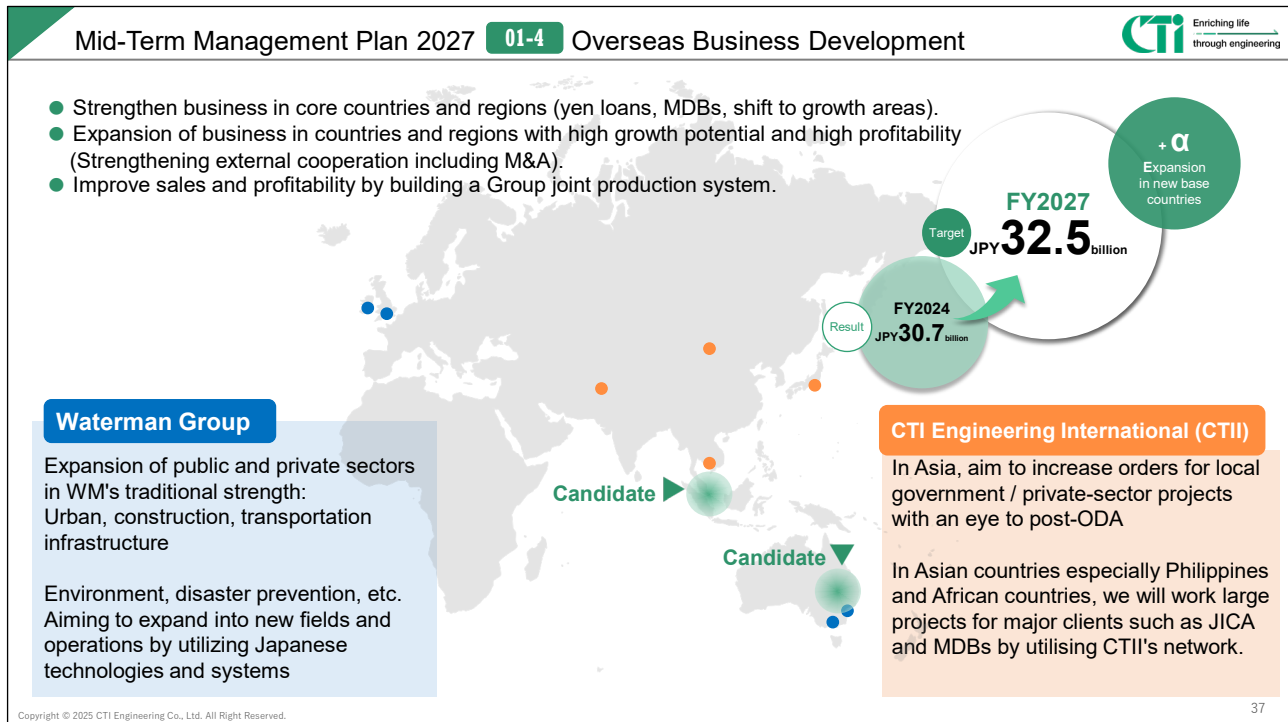 Mid-Term Management Plan 2027 01-4 Overseas Business Development
CTi Enriching life
through engineering
● Strengthen business in core countries and regions (yen loans, MDBs, shift to growth areas).
● Expansion of business in countries and regions with high growth potential and high profitability
(Strengthening external cooperation including M&A).
● Improve sales and profitability by building a Group joint production system.
+ α
Expansion
in new base
countries
FY2027
Target
JPY32.5billion
FY2024
Result
JPY30.7billion
Waterman Group
Expansion of public and private sectors
in WM's traditional strength:
Urban, construction, transportation
infrastructure
Environment, disaster prevention, etc.
Aiming to expand into new fields and
operations by utilizing Japanese
technologies and systems
Candidate
Candidate
CTI Engineering International (CTII)
In Asia, aim to increase orders for local
government / private-sector projects
with an eye to post-ODA
In Asian countries especially Philippines
and African countries, we will work large
projects for major clients such as JICA
and MDBs by utilising CTII's network.
Copyright © 2025 CTI Engineering Co., Ltd. All Right Reserved.
37